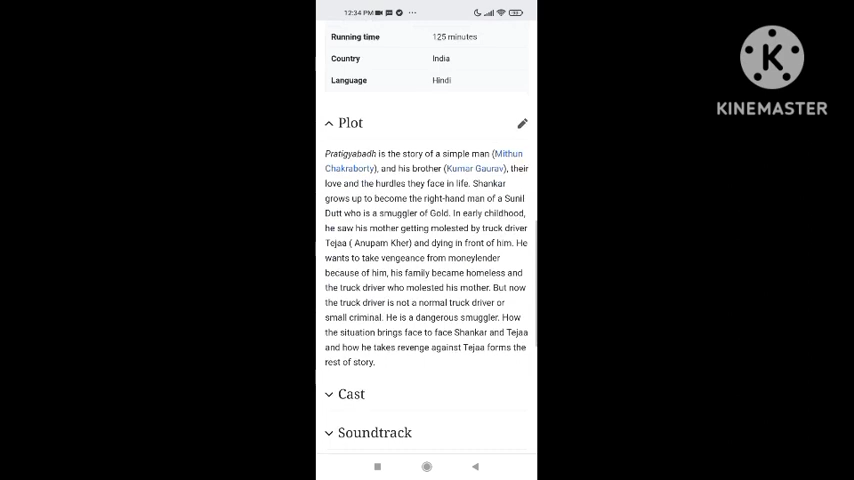 12:34 PM
Running time 125 minutes
Country India
Language Hindi
Plot
Pratigyabadh is the story of a simple man (Mithun
Chakraborty), and his brother (Kumar Gaurav), their
love and the hurdles they face in life. Shankar
grows up to become the right-hand man of a Sunil
Dutt who is a smuggler of Gold. In early childhood,
he saw his mother getting molested by truck driver
Tejaa ( Anupam Kher) and dying in front of him. He
wants to take vengeance from moneylender
because of him, his family became homeless and
the truck driver who molested his mother. But now
the truck driver is not a normal truck driver or
small criminal. He is a dangerous smuggler. How
the situation brings face to face Shankar and Tejaa
and how he takes revenge against Tejaa forms the
rest of story.
Cast
Soundtrack
K
KINEMASTER